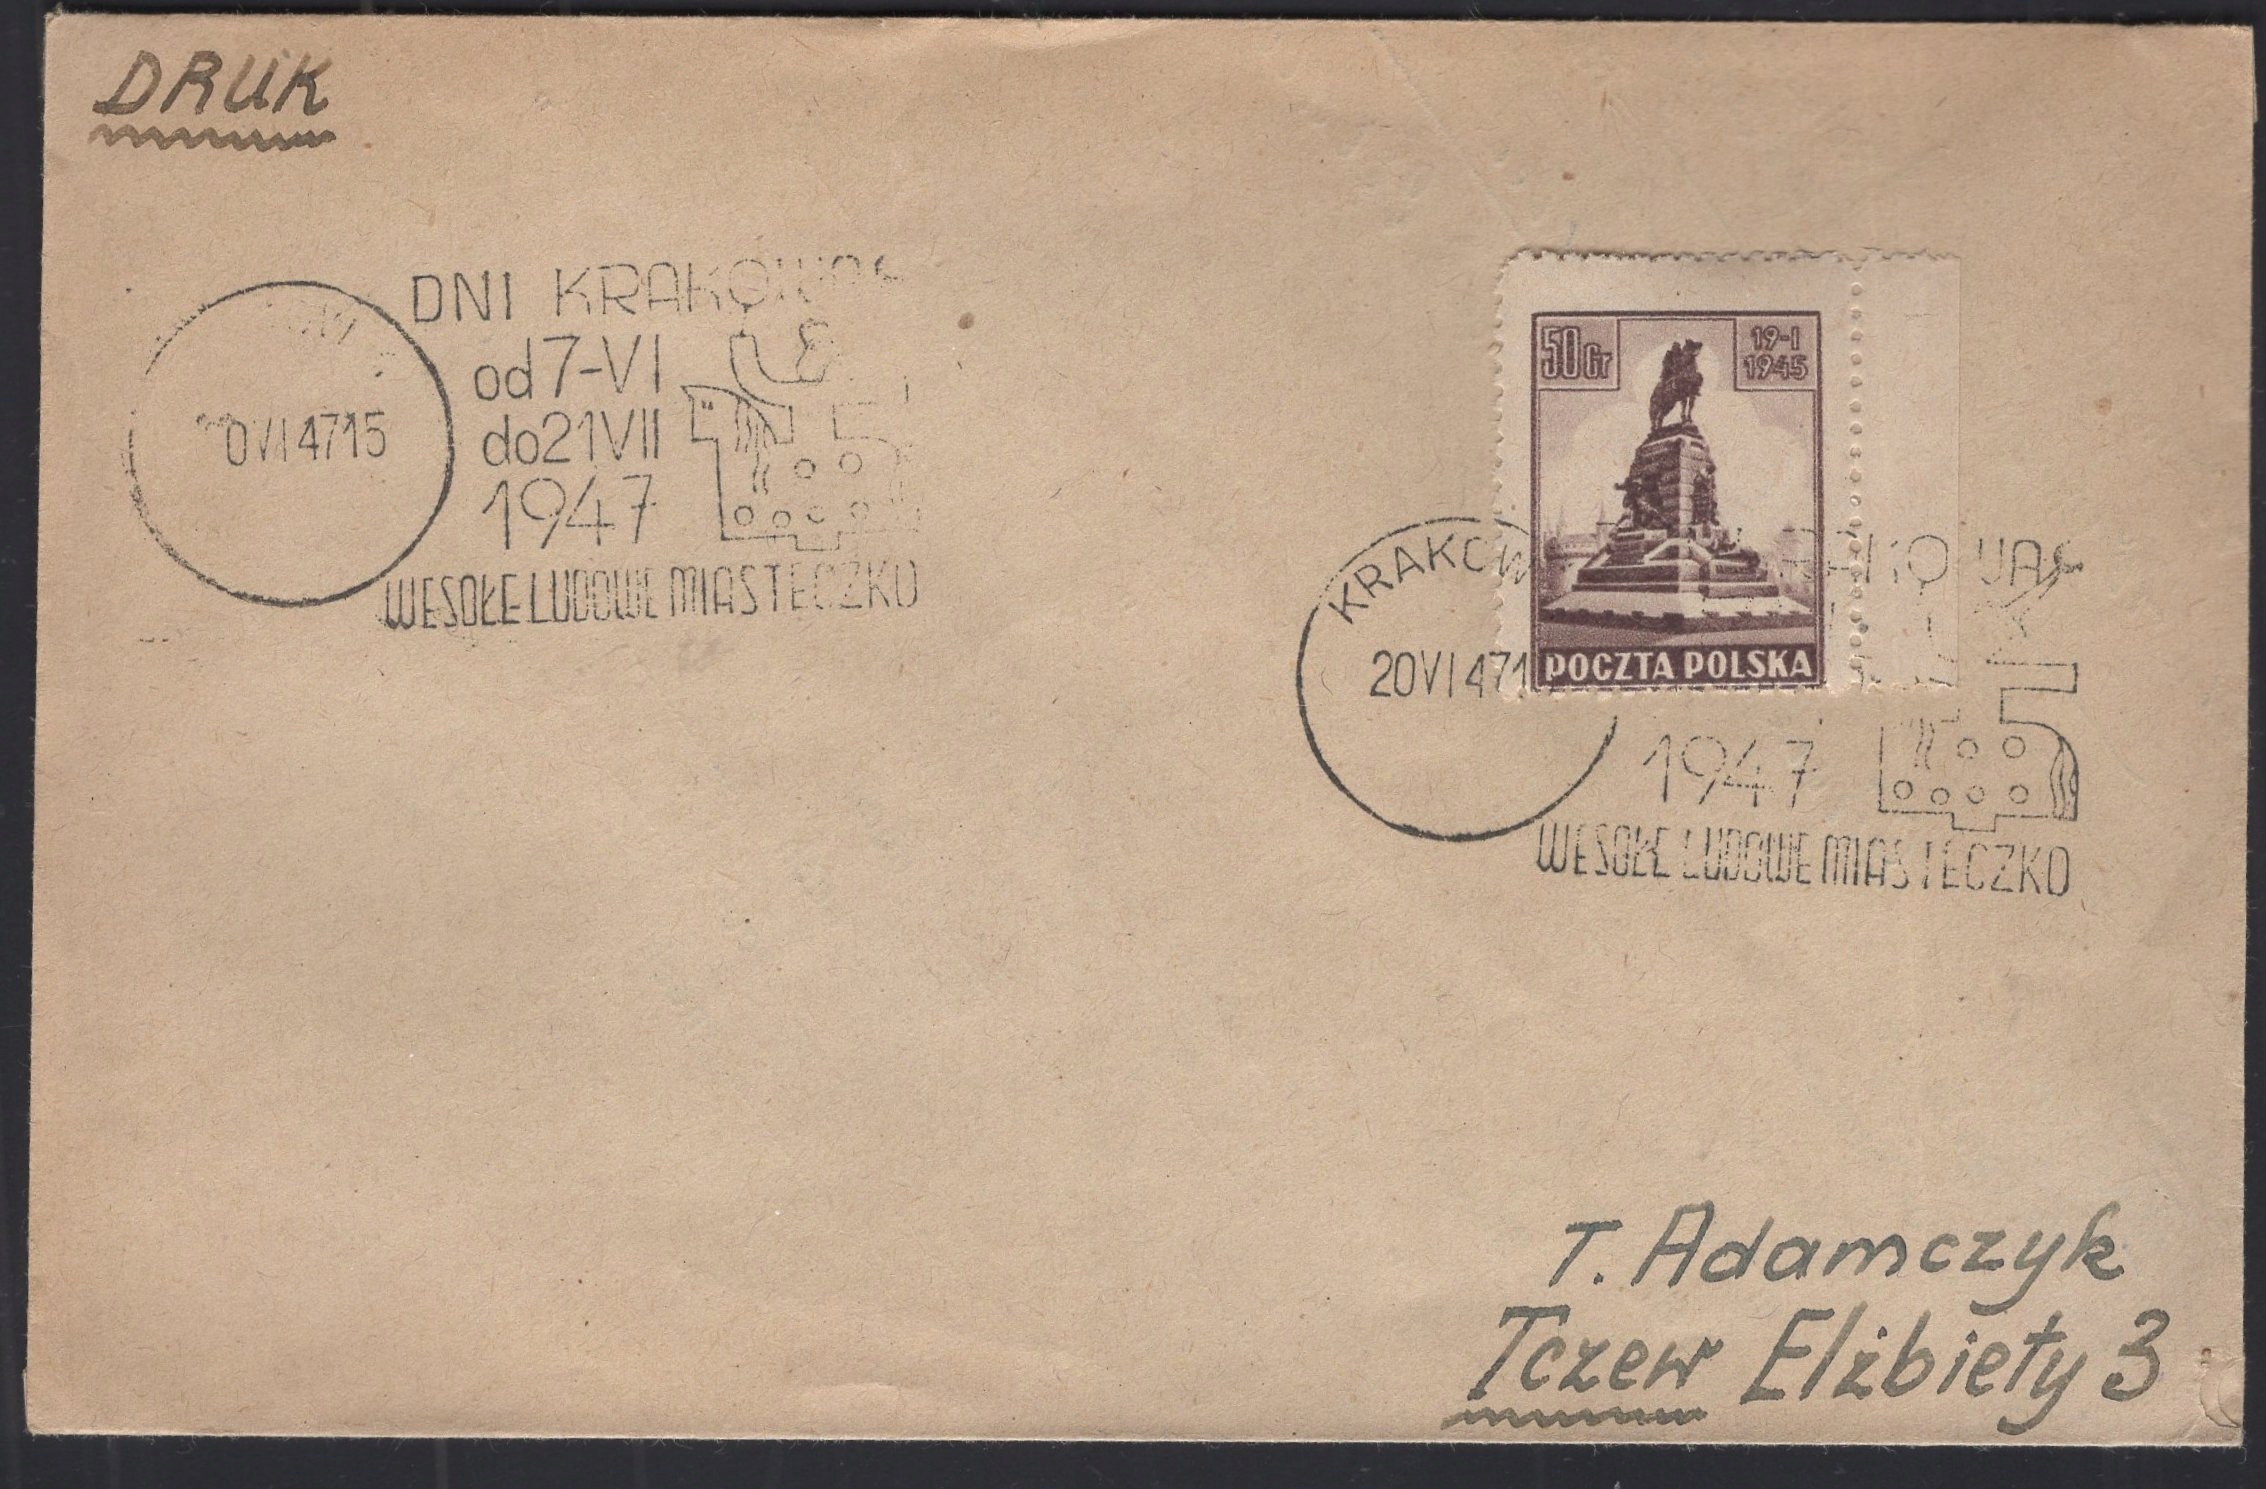 DRUK
DNI KRAKOWA
od 7-VI
do 21 VII
1947
WESOŁE LUDOWE MIASTECZKO
0 VI 47 15
50 Gr
19-I
1945
POCZTA POLSKA
KRAKOW
20 VI 47 1
1947
WESOŁE LUDOWE MIASTECZKO
T. Adamczyk
Tczew Elżbiety 3